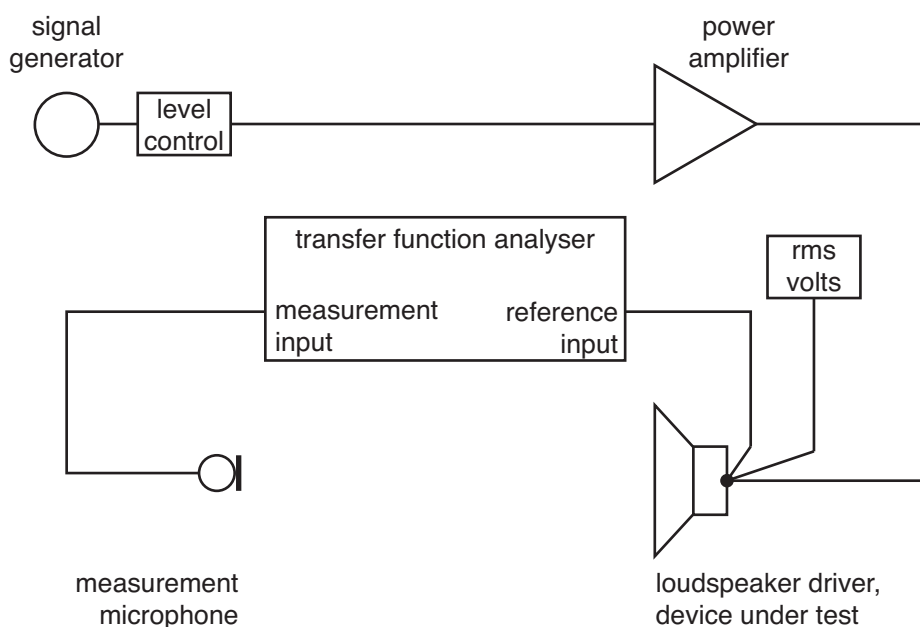 signal
generator
power
amplifier
level
control
transfer function analyser
rms
volts
measurement
input
reference
input
measurement
microphone
loudspeaker driver,
device under test